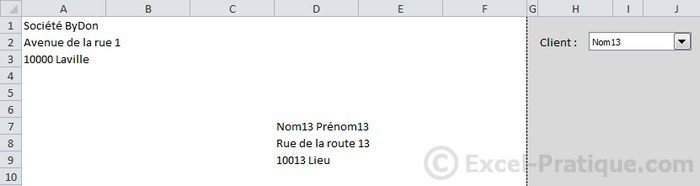 A B C D E F G H I J
1 Société ByDon
2 Avenue de la rue 1 Client : Nom13
3 10000 Laville
4
5
6
7 Nom13 Prénom13
8 Rue de la route 13
9 10013 Lieu
10
© Excel-Pratique.com